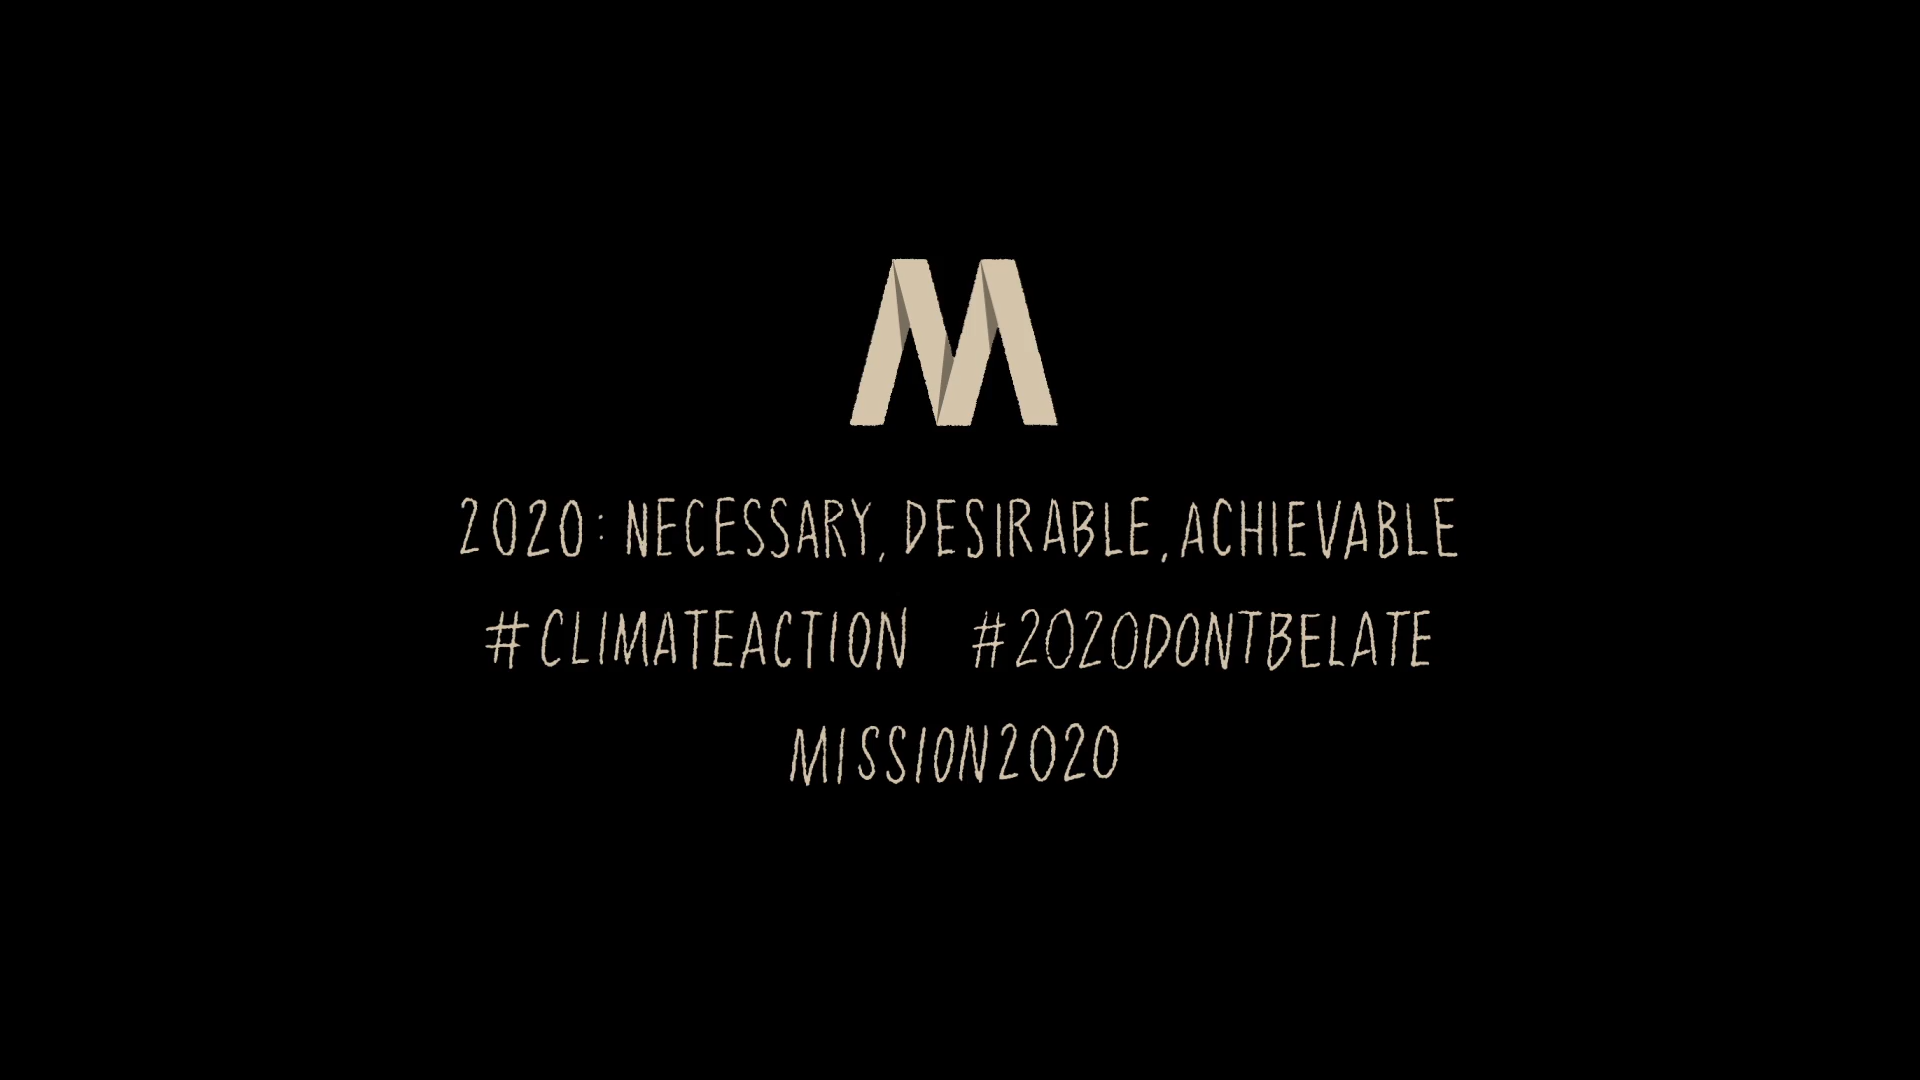 M
2020: NECESSARY, DESIRABLE, ACHIEVABLE
#CLIMATEACTION #2020DONTBELATE
MISSION2020